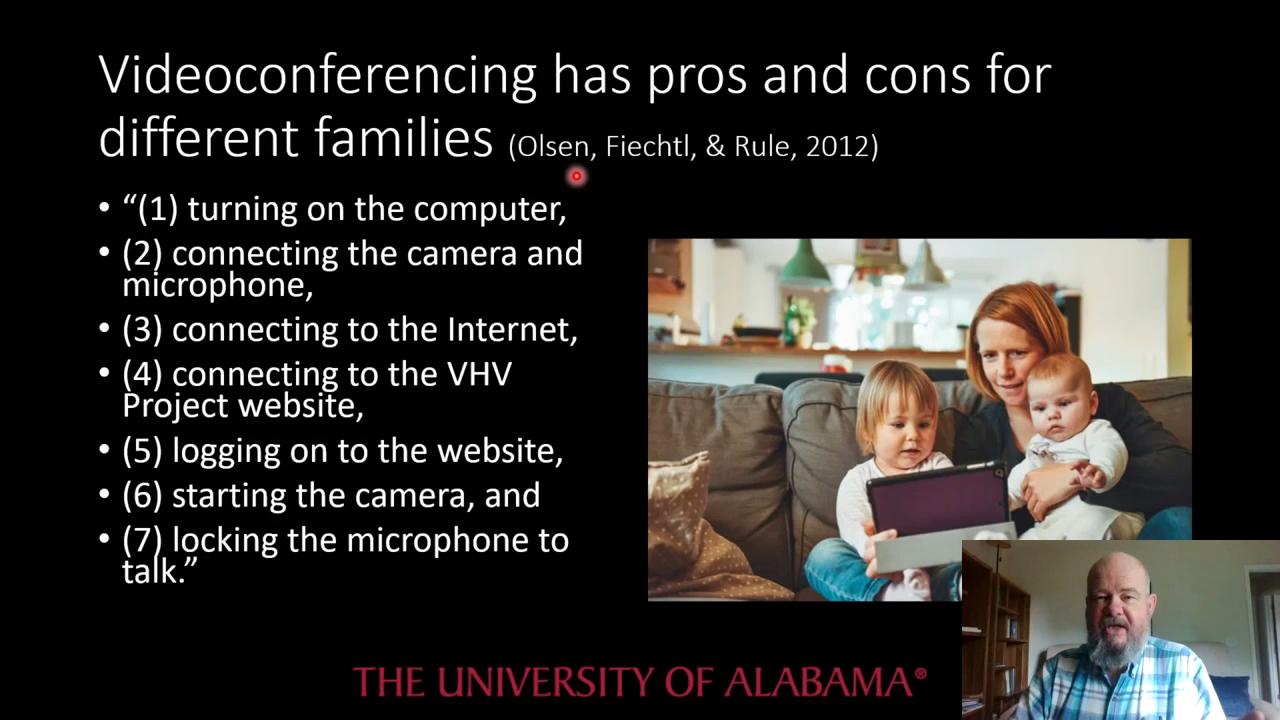 Videoconferencing has pros and cons for
different families (Olsen, Fiechtl, & Rule, 2012)
• “(1) turning on the computer,
• (2) connecting the camera and
microphone,
• (3) connecting to the Internet,
• (4) connecting to the VHV
Project website,
• (5) logging on to the website,
• (6) starting the camera, and
• (7) locking the microphone to
talk.”
THE UNIVERSITY OF ALABAMA®